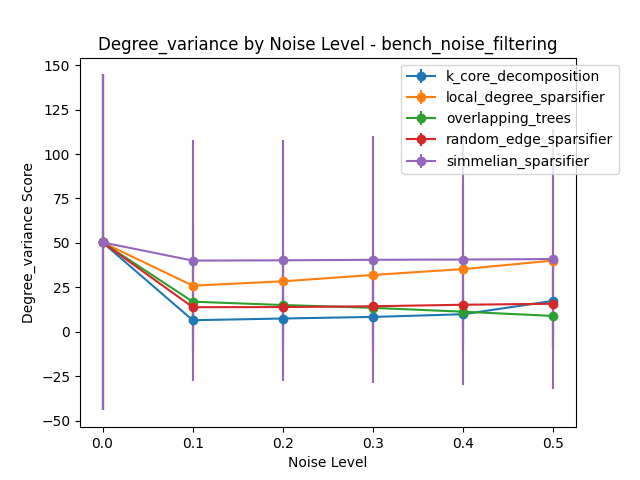 Degree_variance by Noise Level - bench_noise_filtering
150
125
100
75
50
25
0
−25
−50
Degree_variance Score
k_core_decomposition
local_degree_sparsifier
overlapping_trees
random_edge_sparsifier
simmelian_sparsifier
0.0 0.1 0.2 0.3 0.4 0.5
Noise Level